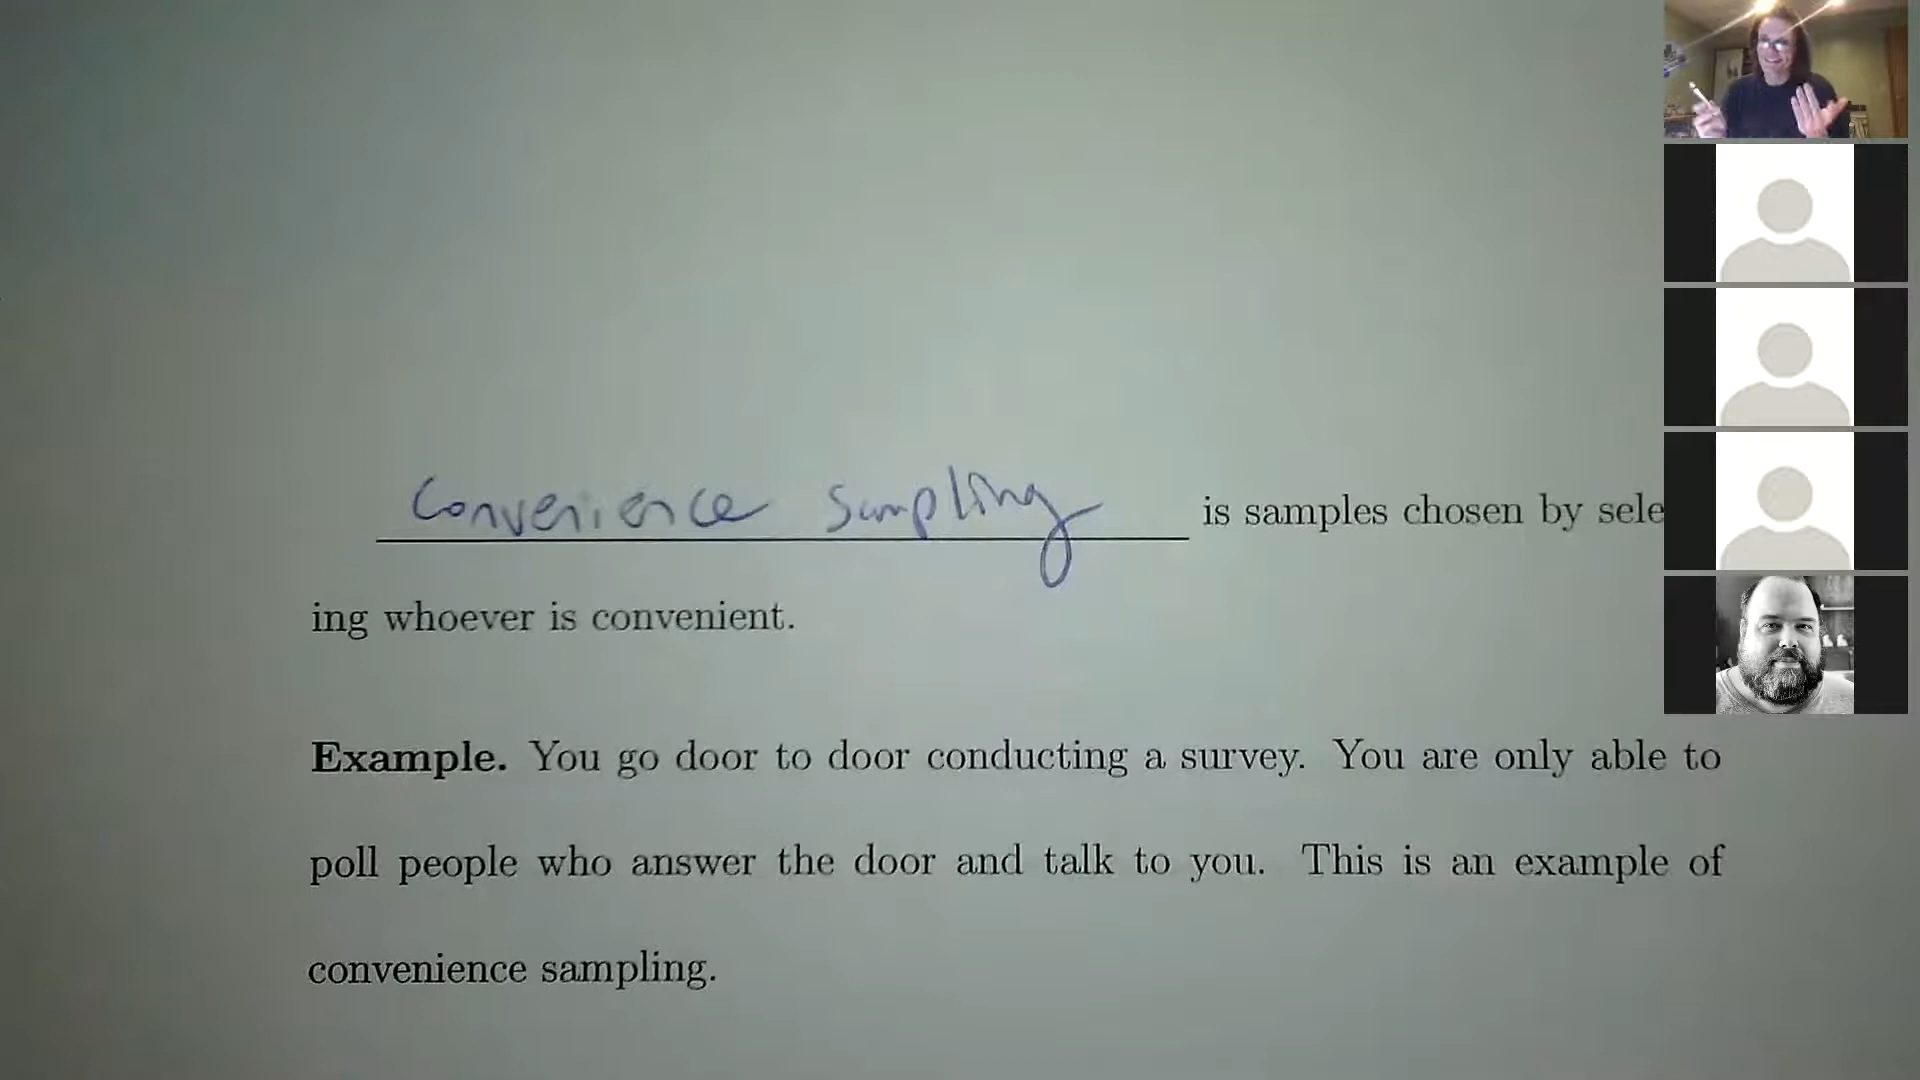 Convenience Sampling is samples chosen by sele
ing whoever is convenient.
Example. You go door to door conducting a survey. You are only able to
poll people who answer the door and talk to you. This is an example of
convenience sampling.